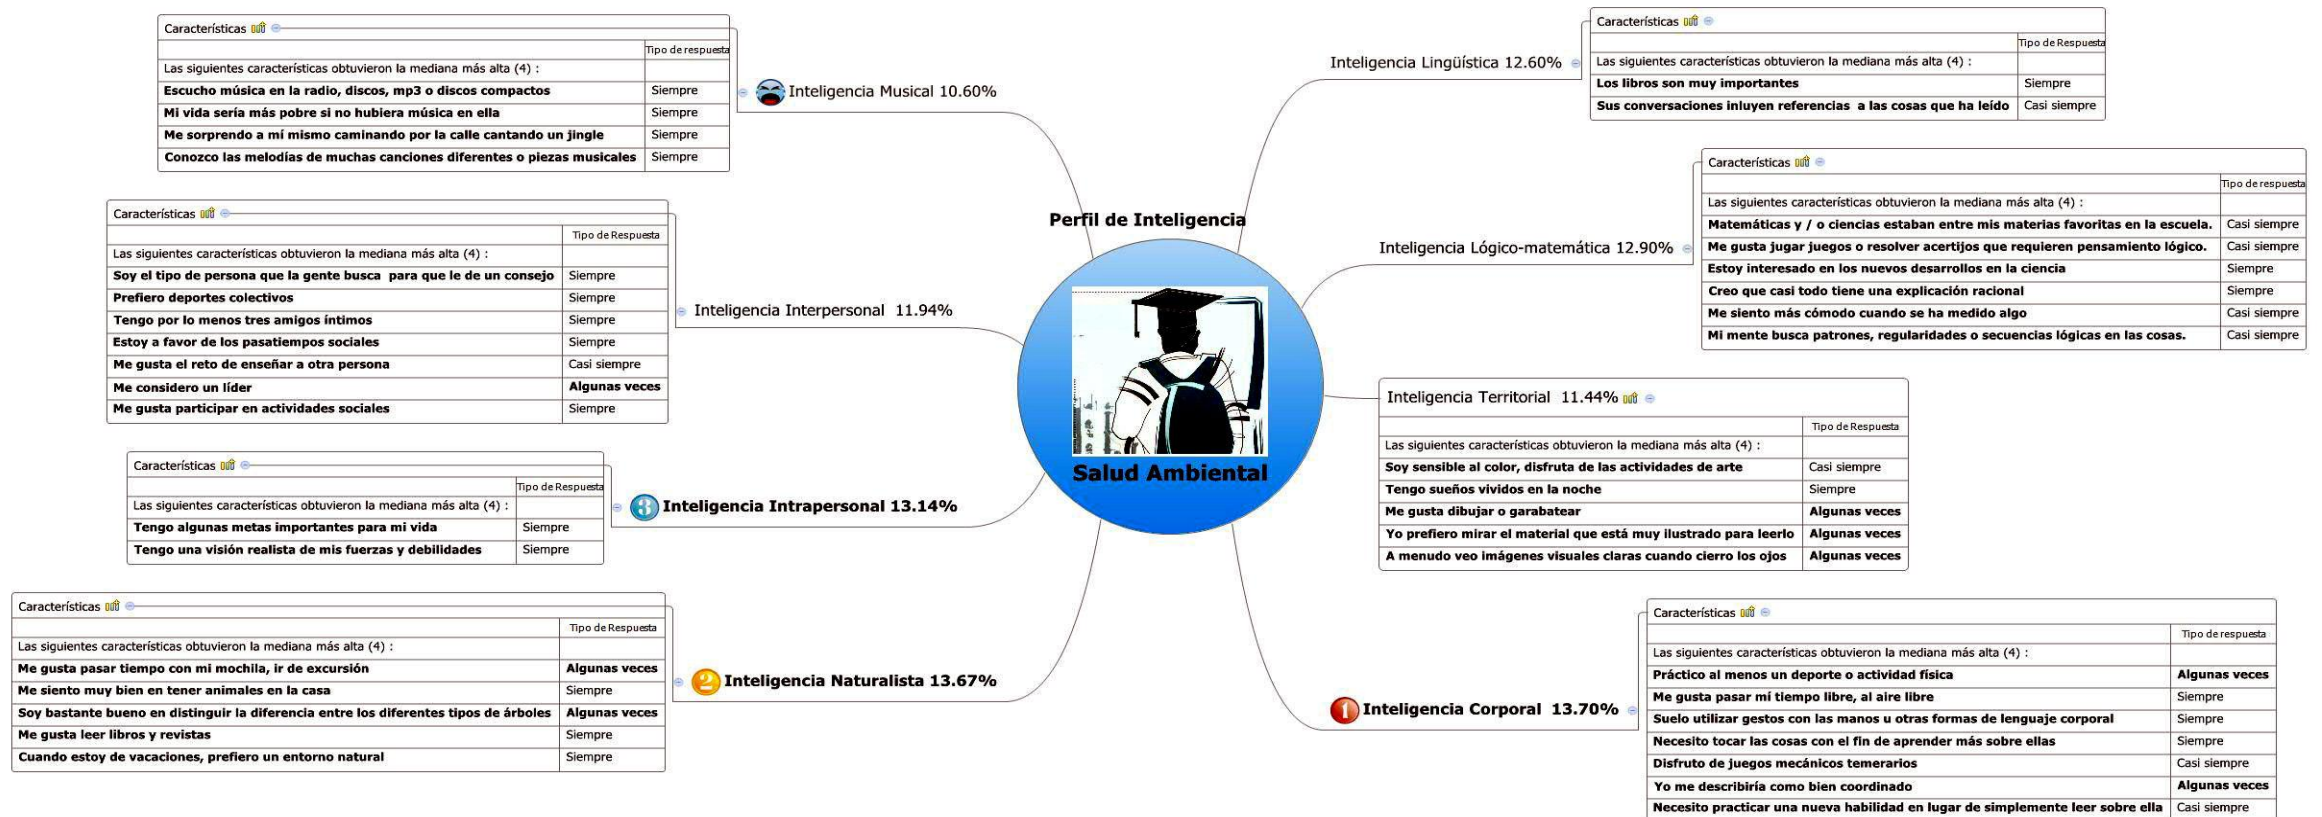 Perfil de Inteligencia
Salud Ambiental
Inteligencia Musical 10.60%
Características
Tipo de respuesta
Las siguientes características obtuvieron la mediana más alta (4) :
Escucho música en la radio, discos, mp3 o discos compactos Siempre
Mi vida sería más pobre si no hubiera música en ella Siempre
Me sorprendo a mí mismo caminando por la calle cantando un jingle Siempre
Conozco las melodías de muchas canciones diferentes o piezas musicales Siempre
Inteligencia Interpersonal 11.94%
Características
Tipo de Respuesta
Las siguientes características obtuvieron la mediana más alta (4) :
Soy el tipo de persona que la gente busca para que le de un consejo Siempre
Prefiero deportes colectivos Siempre
Tengo por lo menos tres amigos íntimos Siempre
Estoy a favor de los pasatiempos sociales Siempre
Me gusta el reto de enseñar a otra persona Casi siempre
Me considero un líder Algunas veces
Me gusta participar en actividades sociales Siempre
3 Inteligencia Intrapersonal 13.14%
Características
Tipo de Respuesta
Las siguientes características obtuvieron la mediana más alta (4) :
Tengo algunas metas importantes para mi vida Siempre
Tengo una visión realista de mis fuerzas y debilidades Siempre
2 Inteligencia Naturalista 13.67%
Características
Tipo de Respuesta
Las siguientes características obtuvieron la mediana más alta (4) :
Me gusta pasar tiempo con mi mochila, ir de excursión Algunas veces
Me siento muy bien en tener animales en la casa Siempre
Soy bastante bueno en distinguir la diferencia entre los diferentes tipos de árboles Algunas veces
Me gusta leer libros y revistas Siempre
Cuando estoy de vacaciones, prefiero un entorno natural Siempre
Inteligencia Lingüística 12.60%
Características
Tipo de Respuesta
Las siguientes características obtuvieron la mediana más alta (4) :
Los libros son muy importantes Siempre
Sus conversaciones inluyen referencias a las cosas que ha leído Casi siempre
Inteligencia Lógico-matemática 12.90%
Características
Tipo de respuesta
Las siguientes características obtuvieron la mediana más alta (4) :
Matemáticas y / o ciencias estaban entre mis materias favoritas en la escuela. Casi siempre
Me gusta jugar juegos o resolver acertijos que requieren pensamiento lógico. Casi siempre
Estoy interesado en los nuevos desarrollos en la ciencia Siempre
Creo que casi todo tiene una explicación racional Siempre
Me siento más cómodo cuando se ha medido algo Casi siempre
Mi mente busca patrones, regularidades o secuencias lógicas en las cosas. Casi siempre
Inteligencia Territorial 11.44%
Tipo de Respuesta
Las siguientes características obtuvieron la mediana más alta (4) :
Soy sensible al color, disfruta de las actividades de arte Casi siempre
Tengo sueños vividos en la noche Siempre
Me gusta dibujar o garabatear Algunas veces
Yo prefiero mirar el material que está muy ilustrado para leerlo Algunas veces
A menudo veo imágenes visuales claras cuando cierro los ojos Algunas veces
1 Inteligencia Corporal 13.70%
Características
Tipo de respuesta
Las siguientes características obtuvieron la mediana más alta (4) :
Práctico al menos un deporte o actividad física Algunas veces
Me gusta pasar mí tiempo libre, al aire libre Siempre
Suelo utilizar gestos con las manos u otras formas de lenguaje corporal Siempre
Necesito tocar las cosas con el fin de aprender más sobre ellas Siempre
Disfruto de juegos mecánicos temerarios Casi siempre
Yo me describiría como bien coordinado Algunas veces
Necesito practicar una nueva habilidad en lugar de simplemente leer sobre ella Casi siempre